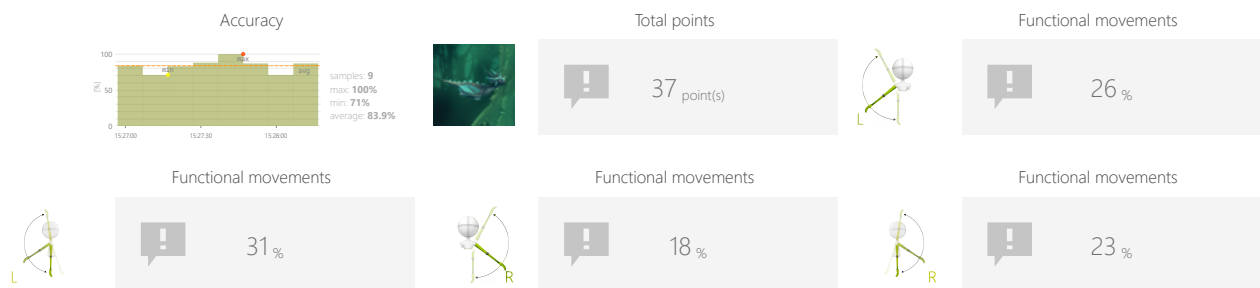 Accuracy
Total points
Functional movements
100
50
0
[%]
min
max
avg
15:27:00
15:27:30
15:28:00
samples: 9
max: 100%
min: 71%
average: 83.9%
37 point(s)
L
26 %
Functional movements
Functional movements
Functional movements
L
31 %
R
18 %
R
23 %